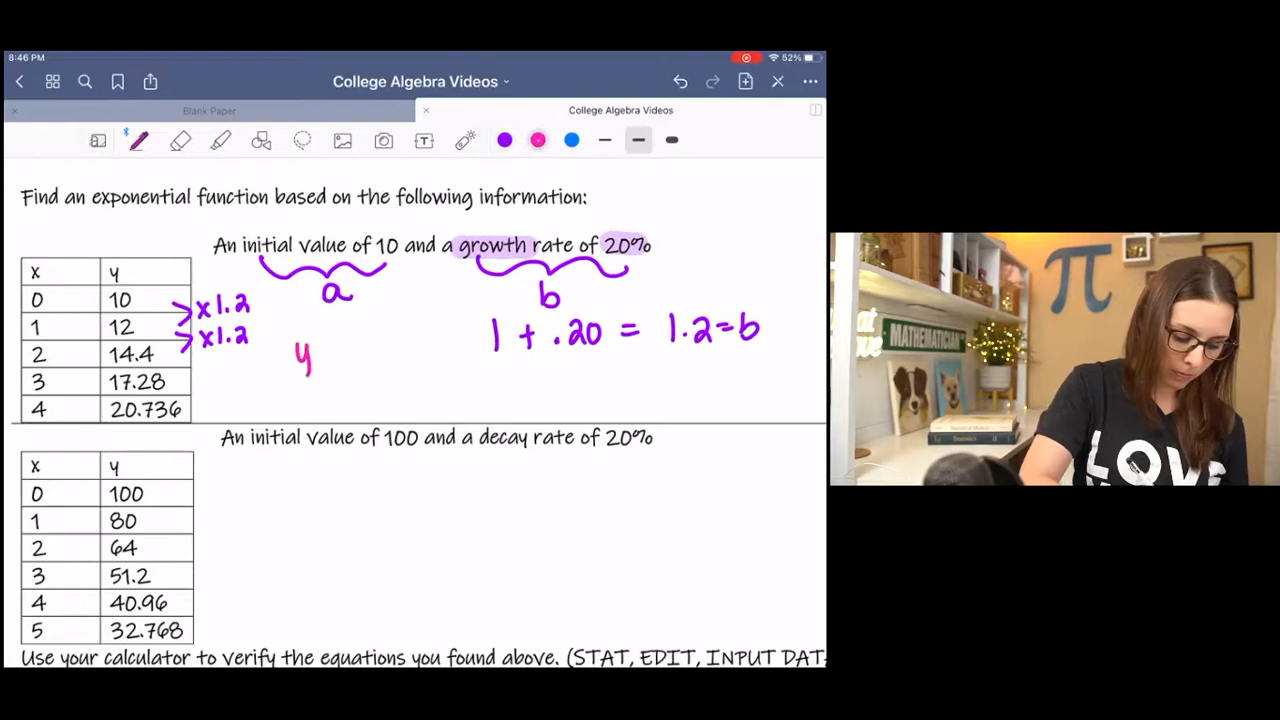 8:46 PM 52%
College Algebra Videos
Blank Paper College Algebra Videos
Find an exponential function based on the following information:
An initial value of 10 and a growth rate of 20%
x y
0 10
1 12
2 14.4
3 17.28
4 20.736
x1.2
x1.2
a
b
1 + .20 = 1.2=b
y
An initial value of 100 and a decay rate of 20%
x y
0 100
1 80
2 64
3 51.2
4 40.96
5 32.768
Use your calculator to verify the equations you found above. (STAT, EDIT, INPUT DATA
π
MATHEMATICIAN
LOVE